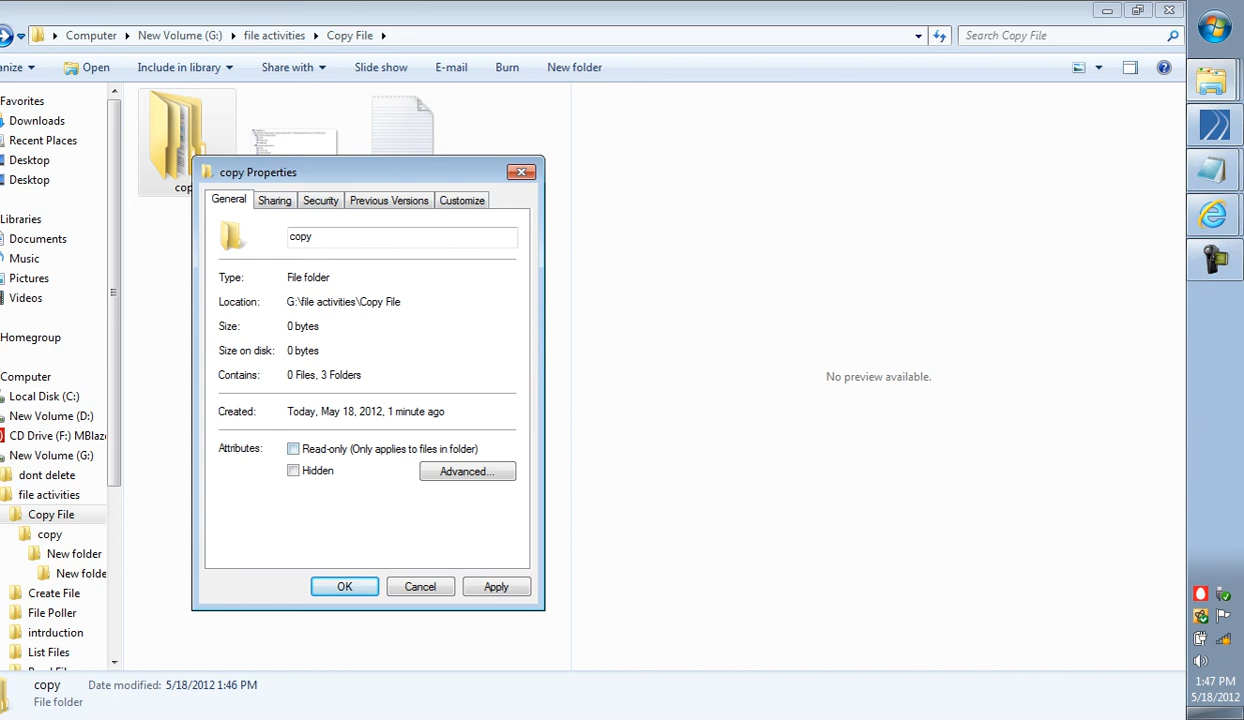 Computer New Volume (G:) file activities Copy File
Search Copy File
anize Open Include in library Share with Slide show E-mail Burn New folder
Favorites
Downloads
Recent Places
Desktop
Desktop
Libraries
Documents
Music
Pictures
Videos
Homegroup
Computer
Local Disk (C:)
New Volume (D:)
CD Drive (F:) MBlaze
New Volume (G:)
dont delete
file activities
Copy File
copy
New folder
New folde
Create File
File Poller
intrduction
List Files
cop
copy Properties
General Sharing Security Previous Versions Customize
copy
Type: File folder
Location: G:\file activities\Copy File
Size: 0 bytes
Size on disk: 0 bytes
Contains: 0 Files, 3 Folders
Created: Today, May 18, 2012, 1 minute ago
Attributes: Read-only (Only applies to files in folder)
Hidden Advanced...
OK Cancel Apply
No preview available.
copy Date modified: 5/18/2012 1:46 PM
File folder
1:47 PM
5/18/2012